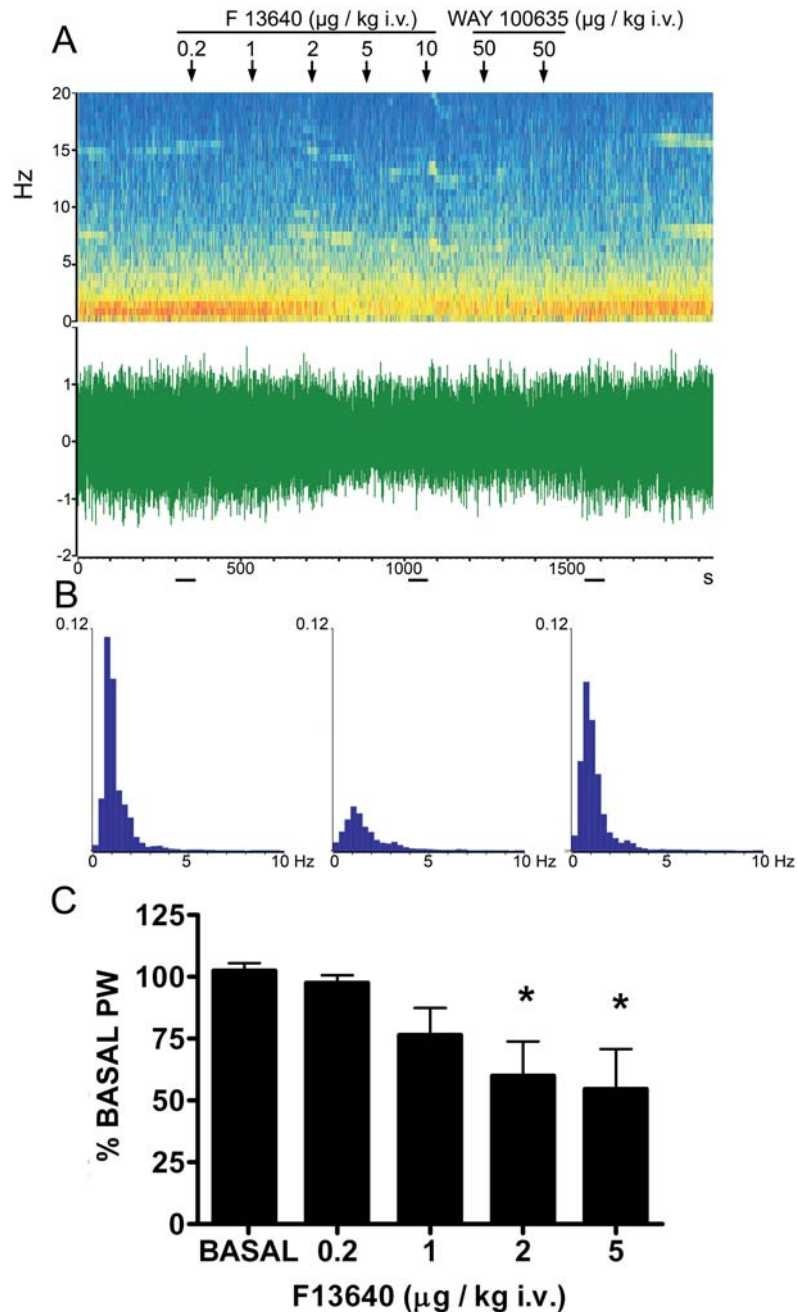 A
F 13640 (µg / kg i.v.) WAY 100635 (µg / kg i.v.)
0.2 1 2 5 10 50 50
20
15
Hz
10
5
0
1
0
-1
-2
0 500 1000 1500 s
B
0.12 0.12 0.12
0 5 10 Hz 0 5 10 Hz 0 5 10 Hz
C
125
100
75
50
25
0
% BASAL PW
* *
BASAL 0.2 1 2 5
F13640 (µg / kg i.v.)